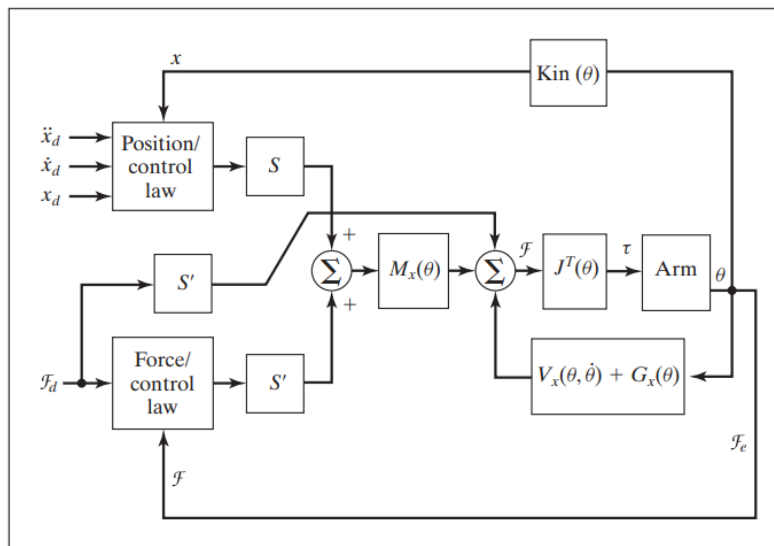 x
Kin (θ)
ẍ_d
ẋ_d
x_d
Position/
control
law
S
+
Σ
+
M_x(θ)
Σ
ℱ
J^T(θ)
τ
Arm
θ
S′
ℱ_d
Force/
control
law
S′
V_x(θ, θ̇) + G_x(θ)
ℱ_e
ℱ